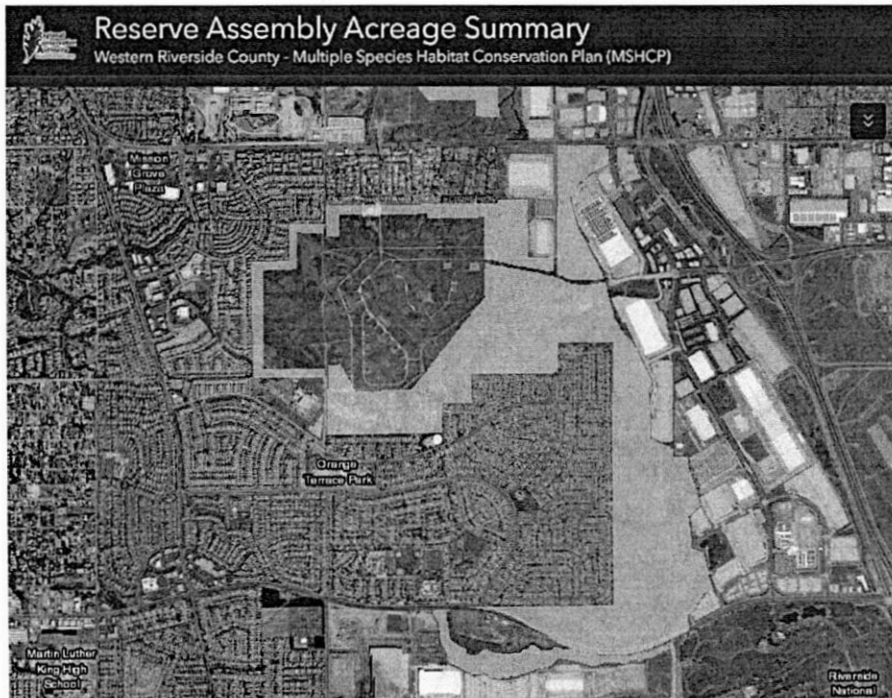 Reserve Assembly Acreage Summary
Western Riverside County - Multiple Species Habitat Conservation Plan (MSHCP)
Mission
Grove
Plaza
Orange
Terrace Park
Martin Luther
King High
School
Riverside
National